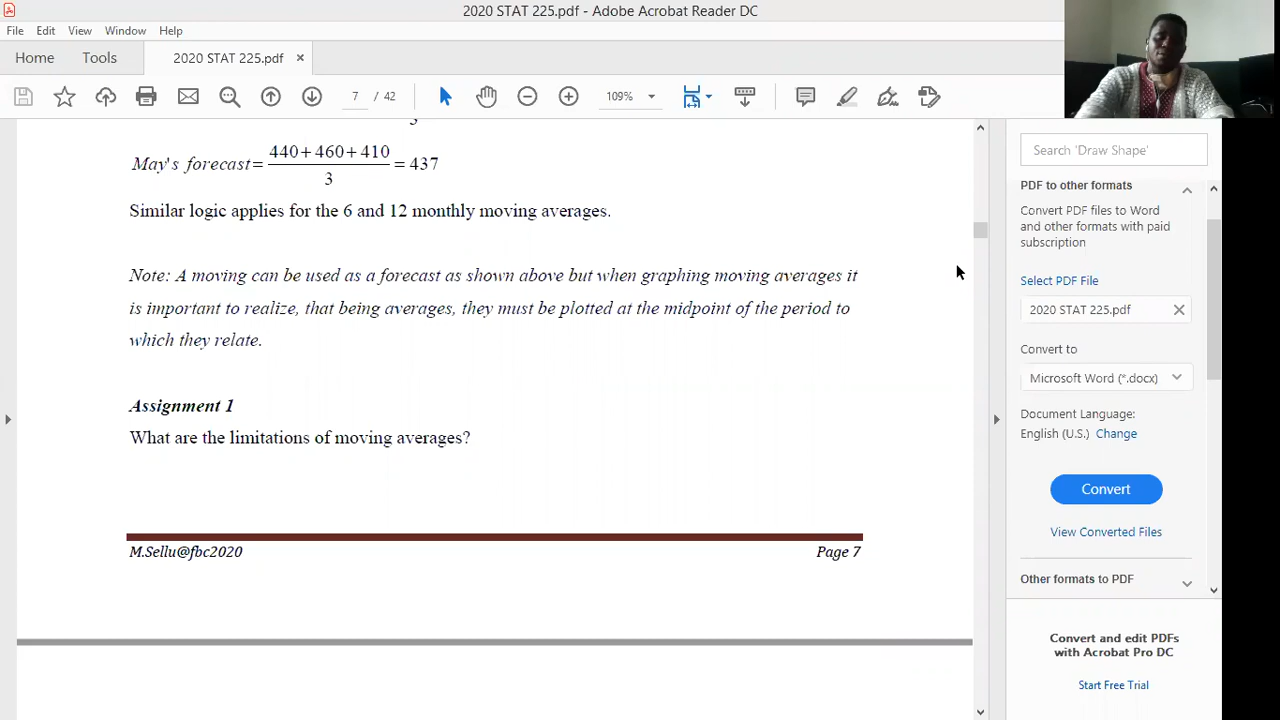 2020 STAT 225.pdf - Adobe Acrobat Reader DC
File Edit View Window Help
Home Tools 2020 STAT 225.pdf ×
7 / 42 109%
3
May's forecast = 440 + 460 + 410 / 3 = 437
Similar logic applies for the 6 and 12 monthly moving averages.
Note: A moving can be used as a forecast as shown above but when graphing moving averages it
is important to realize, that being averages, they must be plotted at the midpoint of the period to
which they relate.
Assignment 1
What are the limitations of moving averages?
M.Sellu@fbc2020 Page 7
Search 'Draw Shape'
PDF to other formats
Convert PDF files to Word
and other formats with paid
subscription
Select PDF File
2020 STAT 225.pdf
Convert to
Microsoft Word (*.docx)
Document Language:
English (U.S.) Change
Convert
View Converted Files
Other formats to PDF
Convert and edit PDFs
with Acrobat Pro DC
Start Free Trial